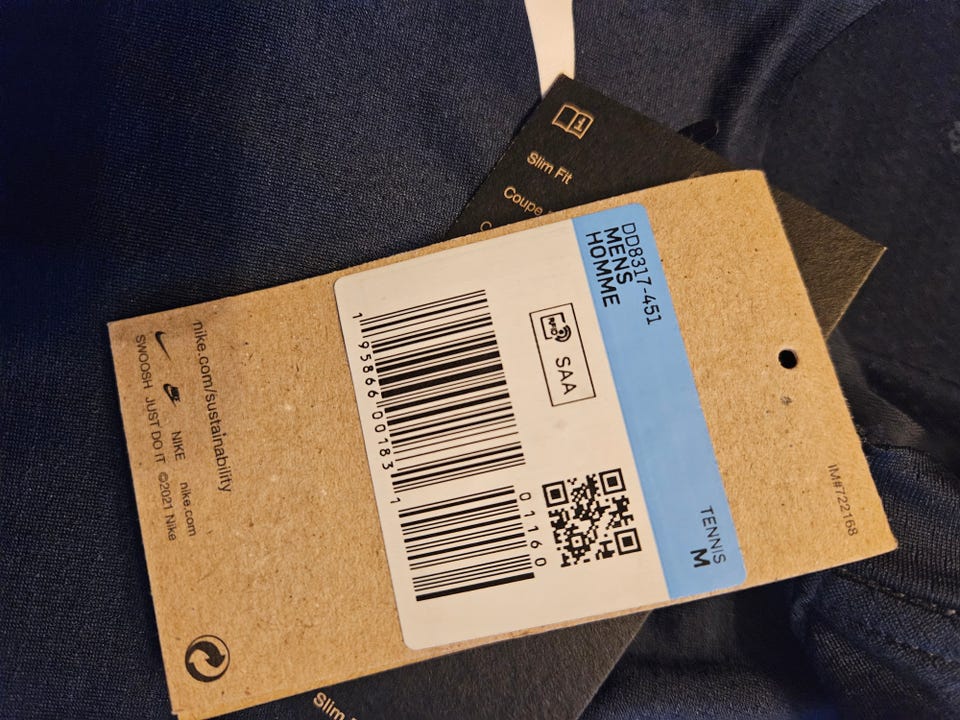 Slim Fit
Coupe
DD8317-451
MENS
HOMME
TENNIS
M
RFID
SAA
1 95866 00183 1
01160
nike.com/sustainability
NIKE nike.com
SWOOSH JUST DO IT ©2021 Nike
IM#722168
Slim